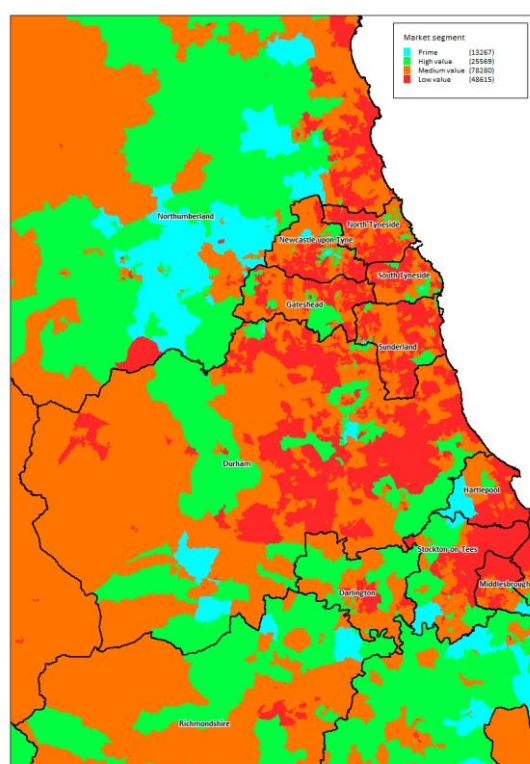 Market segment
Prime (13267)
High value (25569)
Medium value (78280)
Low value (48615)
Northumberland
North Tyneside
Newcastle upon Tyne
South Tyneside
Gateshead
Sunderland
Durham
Hartlepool
Stockton-on-Tees
Middlesbrough
Darlington
Richmondshire